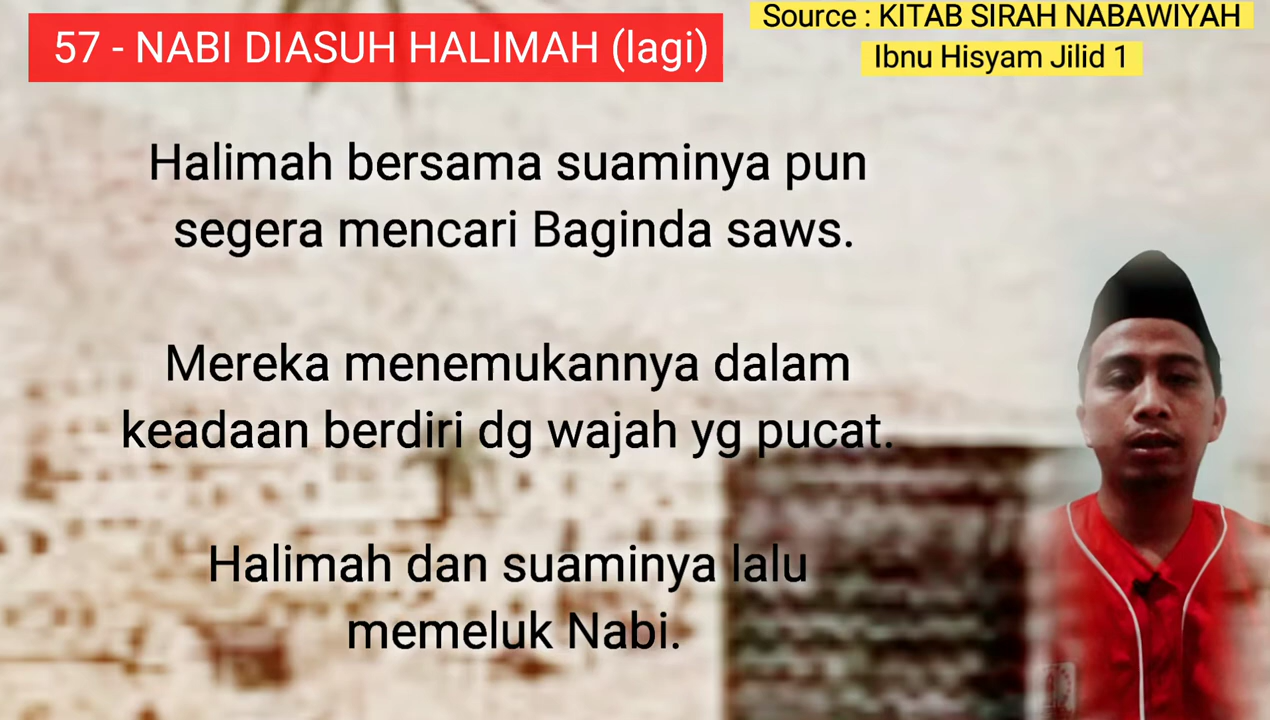 57 - NABI DIASUH HALIMAH (lagi)
Source : KITAB SIRAH NABAWIYAH
Ibnu Hisyam Jilid 1
Halimah bersama suaminya pun
segera mencari Baginda saws.
Mereka menemukannya dalam
keadaan berdiri dg wajah yg pucat.
Halimah dan suaminya lalu
memeluk Nabi.